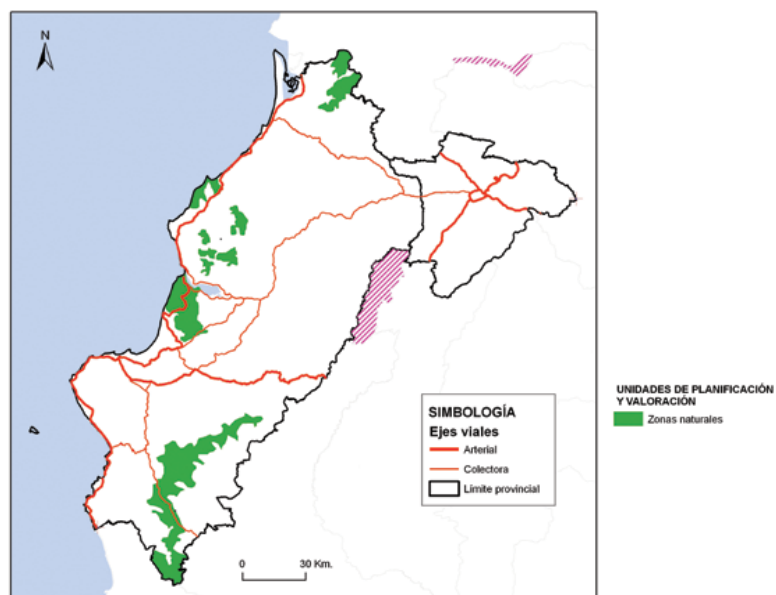 N
SIMBOLOGÍA
Ejes viales
Arterial
Colectora
Límite provincial
0 30 Km.
UNIDADES DE PLANIFICACIÓN
Y VALORACIÓN
Zonas naturales